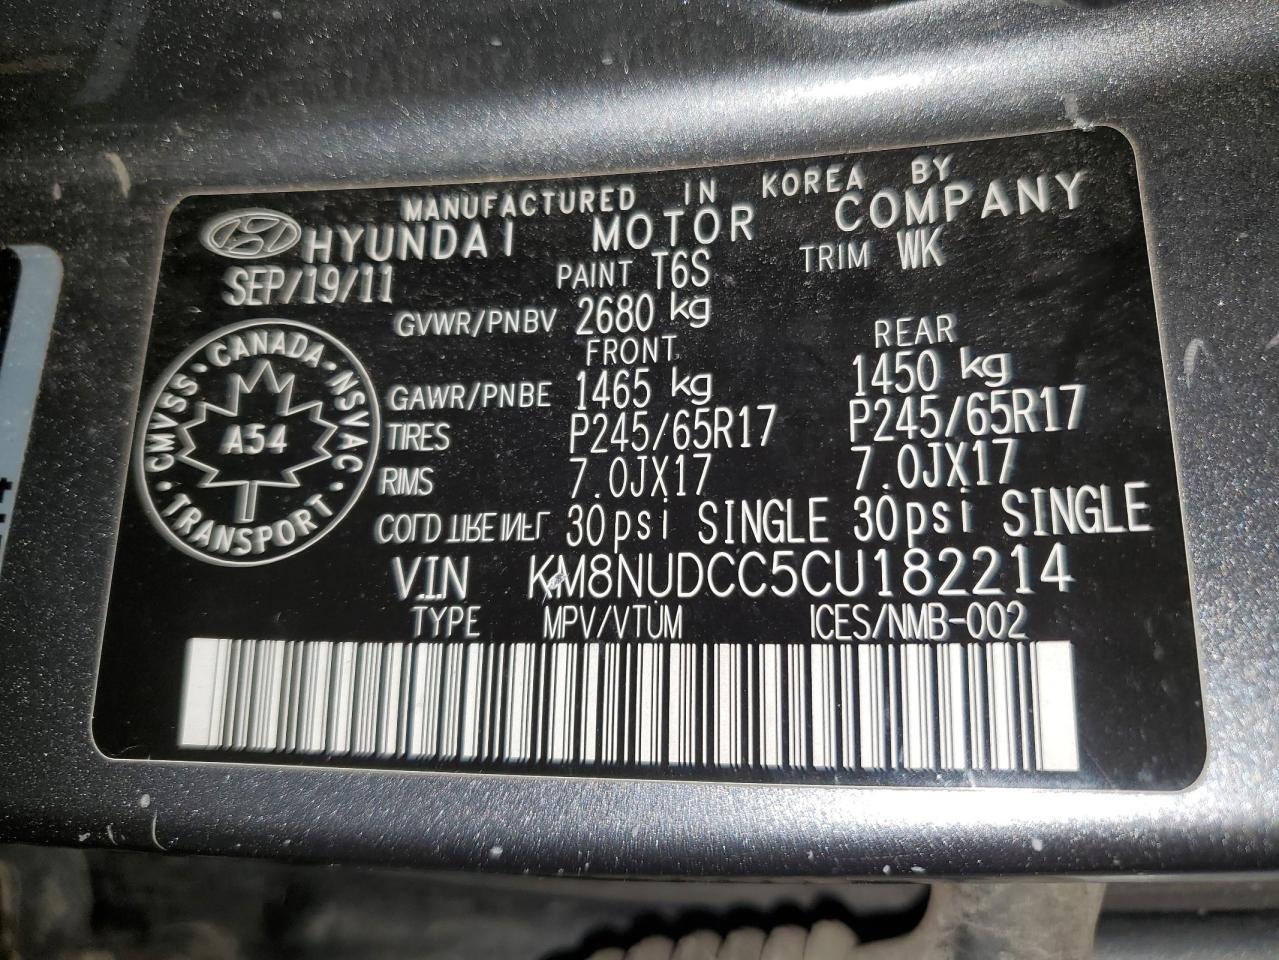 MANUFACTURED IN KOREA BY
HYUNDAI MOTOR COMPANY
SEP/19/11 PAINT T6S TRIM WK
GVWR/PNBV 2680 kg
FRONT REAR
GAWR/PNBE 1465 kg 1450 kg
TIRES P245/65R17 P245/65R17
RIMS 7.0JX17 7.0JX17
COLD TIRE INFL 30psi SINGLE 30psi SINGLE
VIN KM8NUDCC5CU182214
TYPE MPV/VTUM ICES/NMB-002
CMVSS · CANADA · NSVAC · TRANSPORT ·
A54